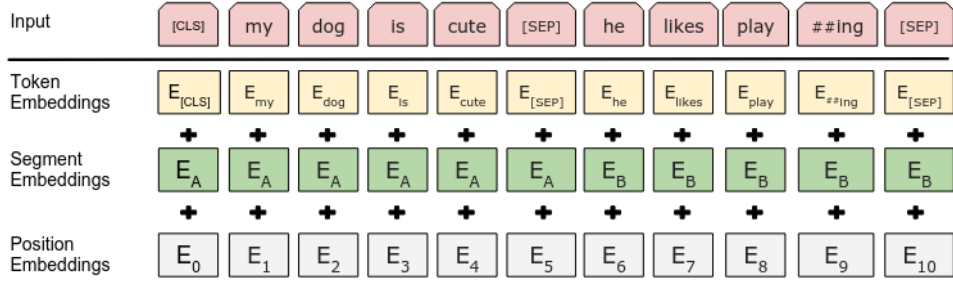 Input [CLS] my dog is cute [SEP] he likes play ##ing [SEP]
Token
Embeddings E[CLS] Emy Edog Eis Ecute E[SEP] Ehe Elikes Eplay E##ing E[SEP]
+ + + + + + + + + + +
Segment
Embeddings EA EA EA EA EA EA EB EB EB EB EB
+ + + + + + + + + + +
Position
Embeddings E0 E1 E2 E3 E4 E5 E6 E7 E8 E9 E10